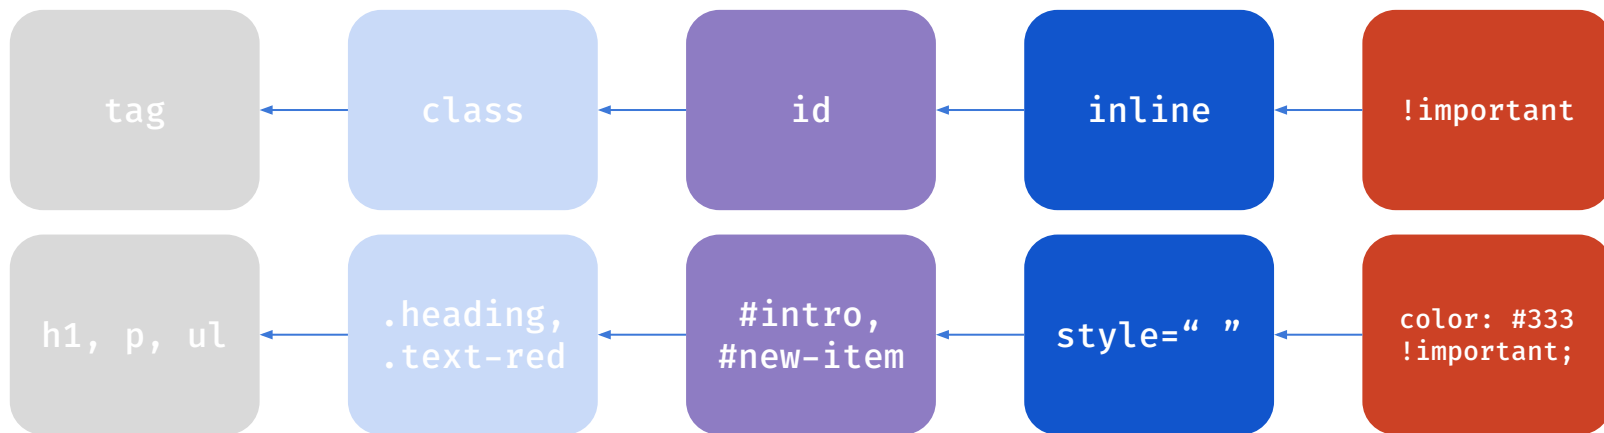 tag
class
id
inline
!important
h1, p, ul
.heading,
.text-red
#intro,
#new-item
style=“ ”
color: #333
!important;